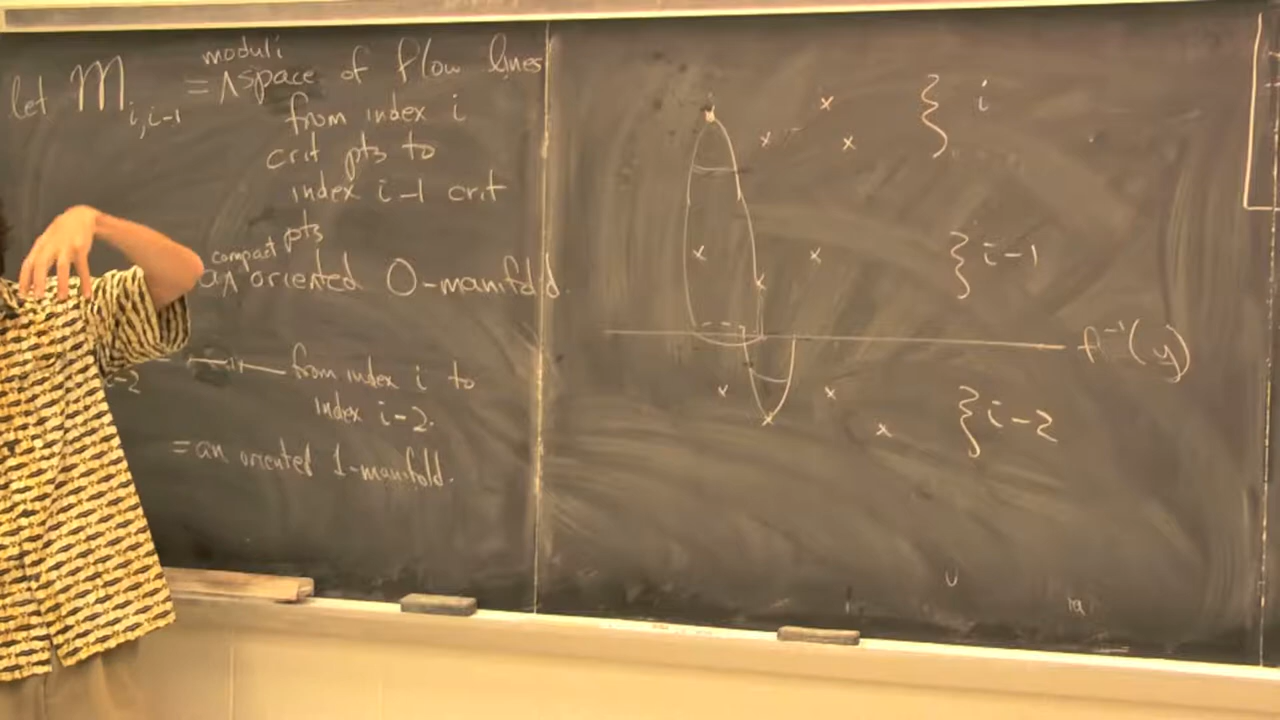 moduli
let M i,i-1 = ∧ space of flow lines
from index i
crit pts to
index i-1 crit
pts
compact
an oriented 0-manifold.
i-2 from index i to
index i-2.
= an oriented 1-manifold.
} i
} i-1
f⁻¹(y)
} i-2